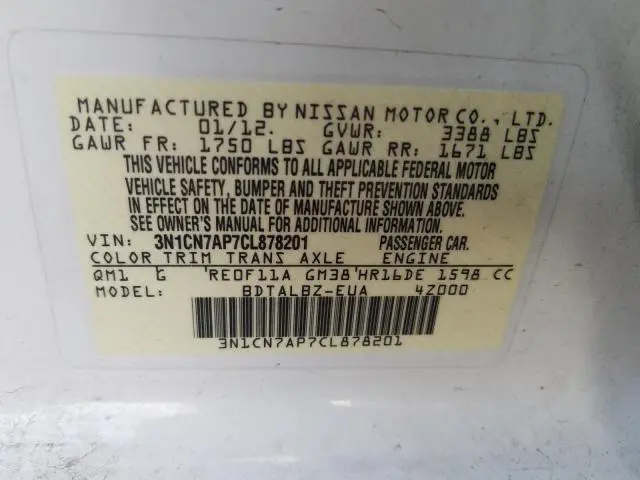 MANUFACTURED BY NISSAN MOTOR CO., LTD.
DATE: 01/12. GVWR: 3388 LBS
GAWR FR: 1750 LBS GAWR RR: 1671 LBS
THIS VEHICLE CONFORMS TO ALL APPLICABLE FEDERAL MOTOR
VEHICLE SAFETY, BUMPER AND THEFT PREVENTION STANDARDS
IN EFFECT ON THE DATE OF MANUFACTURE SHOWN ABOVE.
SEE OWNER'S MANUAL FOR ADDITIONAL INFORMATION.
VIN: 3N1CN7AP7CL878201 PASSENGER CAR.
COLOR TRIM TRANS AXLE ENGINE
QM1 G RE0F11A GM38 HR16DE 1598 CC
MODEL: BDTALBZ-EUA 4Z000
3N1CN7AP7CL878201